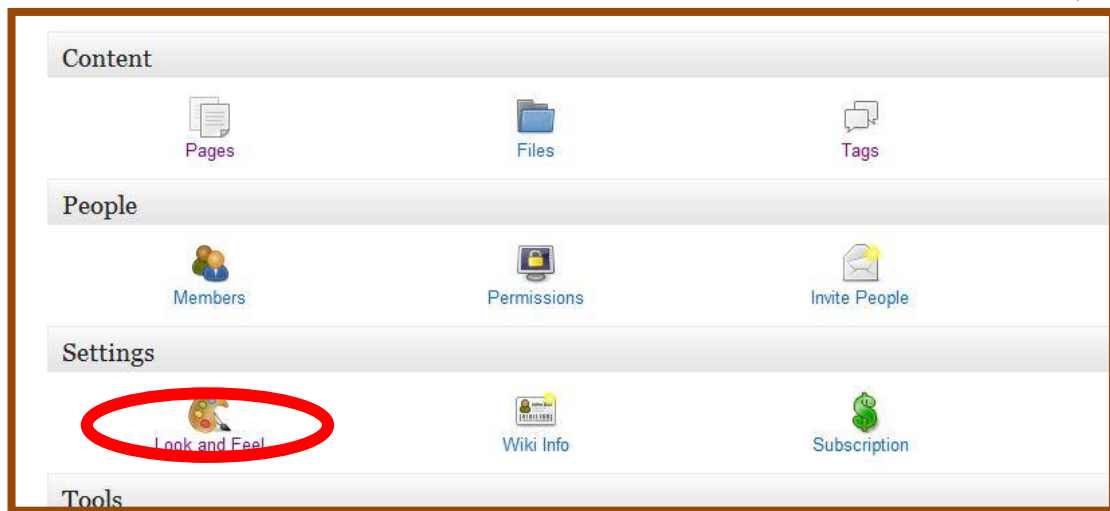 Content
Pages Files Tags
People
Members Permissions Invite People
Settings
Look and Feel Wiki Info Subscription
Tools